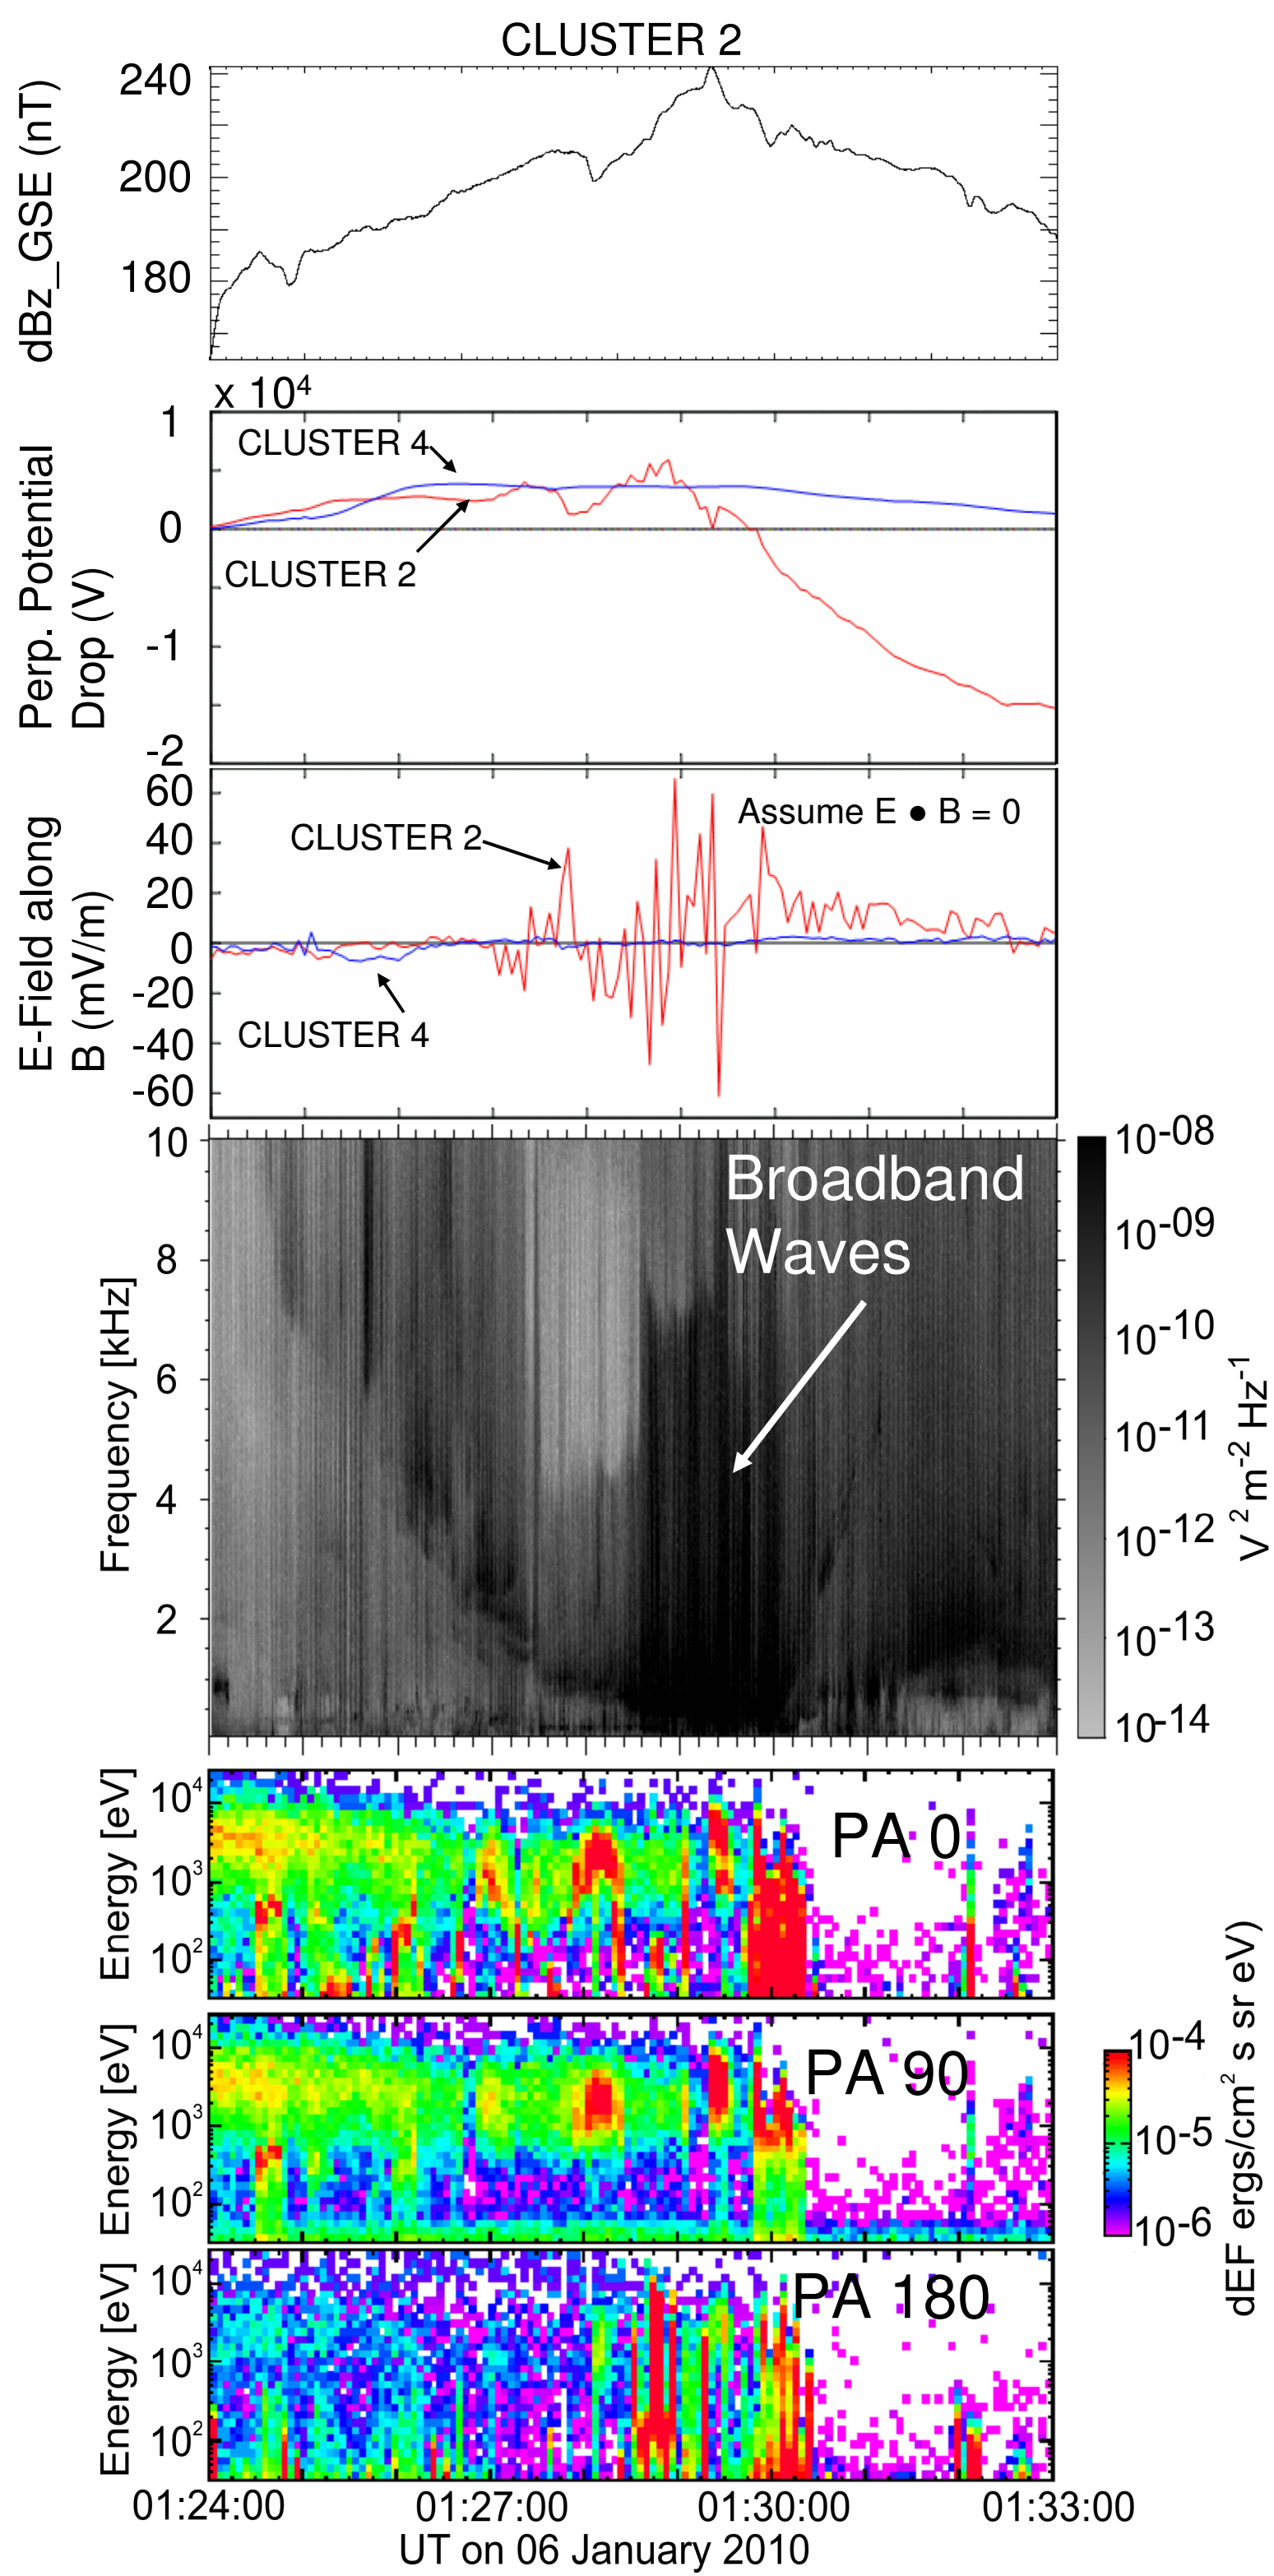 CLUSTER 2
dBz_GSE (nT)
240
200
180
x 10⁴
Perp. Potential
Drop (V)
1
0
-1
-2
CLUSTER 4
CLUSTER 2
E-Field along
B (mV/m)
60
40
20
0
-20
-40
-60
Assume E ● B = 0
CLUSTER 2
CLUSTER 4
Frequency [kHz]
10
8
6
4
2
Broadband
Waves
10-08
10-09
10-10
10-11
10-12
10-13
10-14
V ² m⁻² Hz⁻¹
Energy [eV]
10⁴
10³
10²
PA 0
Energy [eV]
10⁴
10³
10²
PA 90
Energy [eV]
10⁴
10³
10²
PA 180
10-4
10-5
10-6
dEF ergs/cm² s sr eV)
01:24:00 01:27:00 01:30:00 01:33:00
UT on 06 January 2010